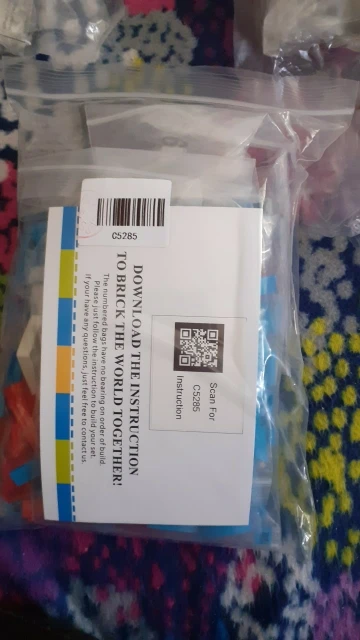 C5285
DOWNLOAD THE INSTRUCTION
TO BRICK THE WORLD TOGETHER!
The numbered bags have no bearing on order of build.
Please just follow the instruction to build your set.
If your have any questions, just feel free to contact us.
Scan For
C5285
Instruction